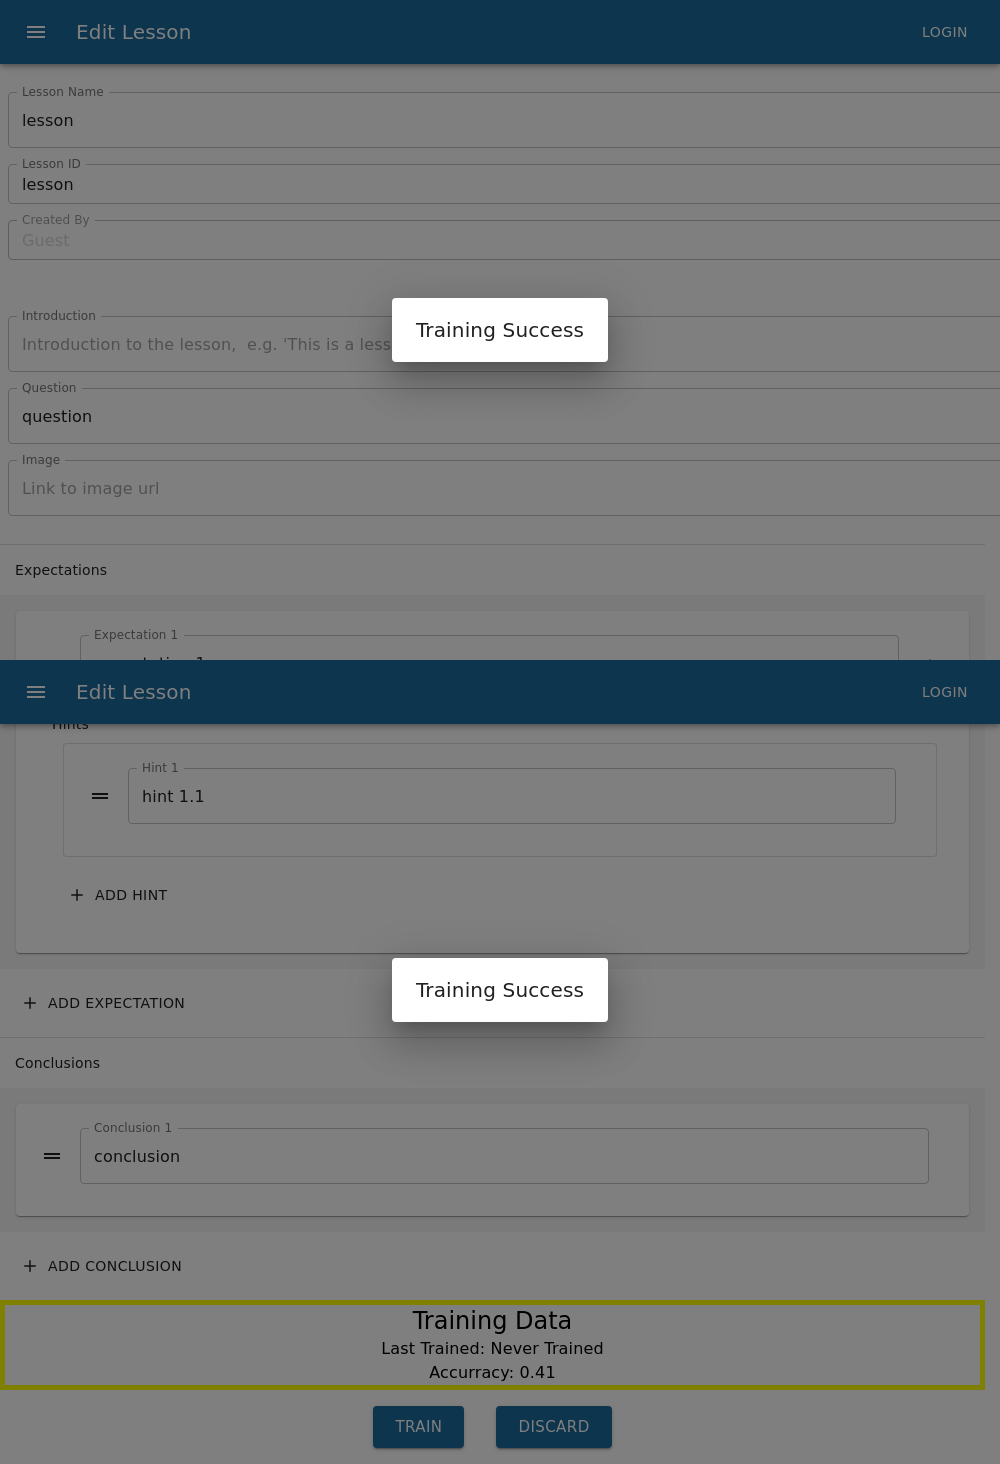 Edit Lesson
LOGIN
Lesson Name
lesson
Lesson ID
lesson
Created By
Guest
Introduction
Introduction to the lesson,  e.g. 'This is a less
Training Success
Question
question
Image
Link to image url
Expectations
Expectation 1
Edit Lesson
LOGIN
Hints
Hint 1
hint 1.1
ADD HINT
Training Success
ADD EXPECTATION
Conclusions
Conclusion 1
conclusion
ADD CONCLUSION
Training Data
Last Trained: Never Trained
Accurracy: 0.41
TRAIN
DISCARD